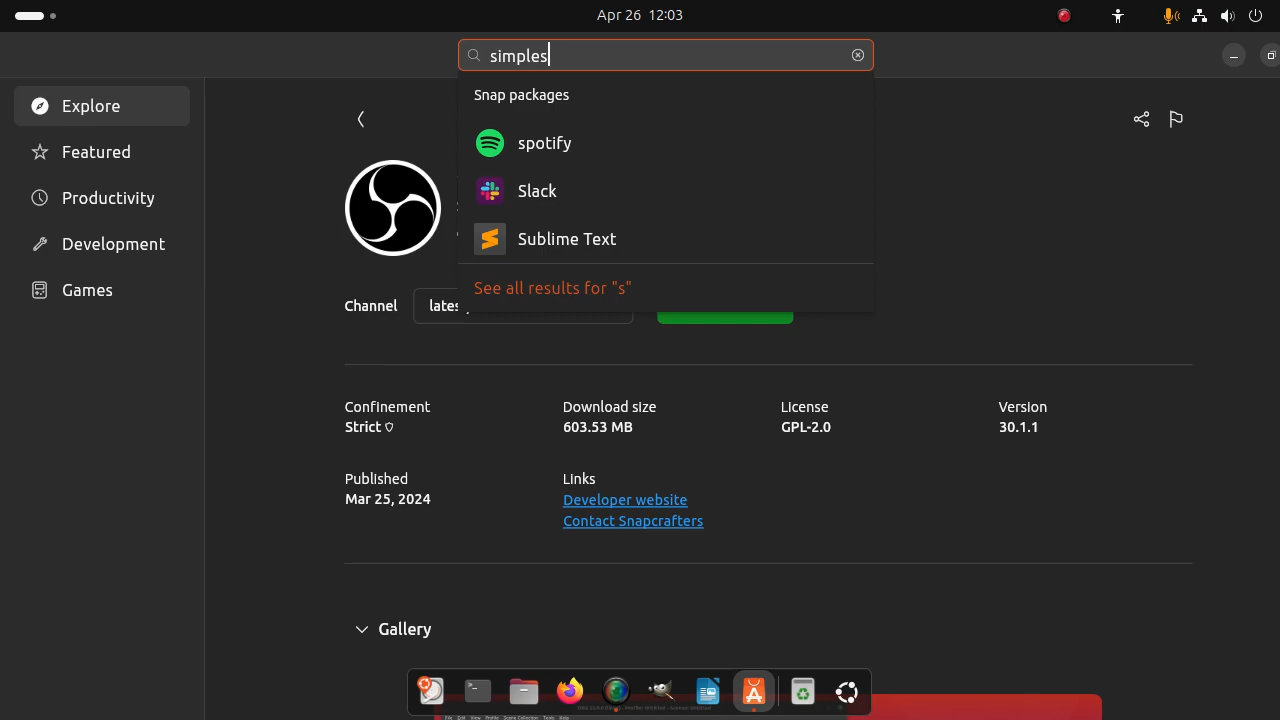 Apr 26 12:03
simples
Explore
Featured
Productivity
Development
Games
Snap packages
spotify
Slack
Sublime Text
See all results for "s"
Channel
Confinement
Strict
Download size
603.53 MB
License
GPL-2.0
Version
30.1.1
Published
Mar 25, 2024
Links
Developer website
Contact Snapcrafters
Gallery